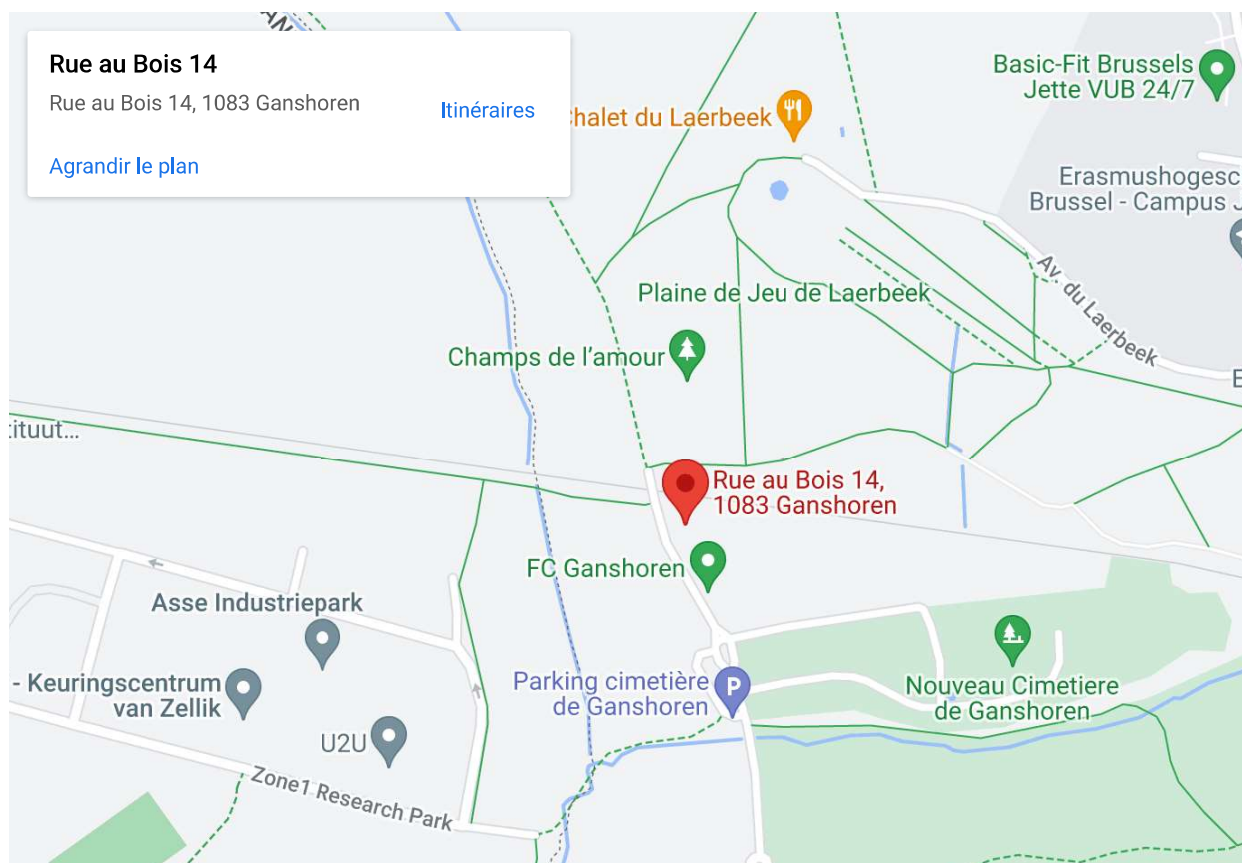 Rue au Bois 14
Rue au Bois 14, 1083 Ganshoren
Itinéraires
Agrandir le plan
Basic-Fit Brussels
Jette VUB 24/7
halet du Laerbeek
Erasmushogesc
Brussel - Campus J
Av. du Laerbeek
Plaine de Jeu de Laerbeek
Champs de l'amour
E
tituut...
Rue au Bois 14,
1083 Ganshoren
FC Ganshoren
Asse Industriepark
- Keuringscentrum
van Zellik
Parking cimetière
de Ganshoren
P
Nouveau Cimetiere
de Ganshoren
U2U
Zone1 Research Park